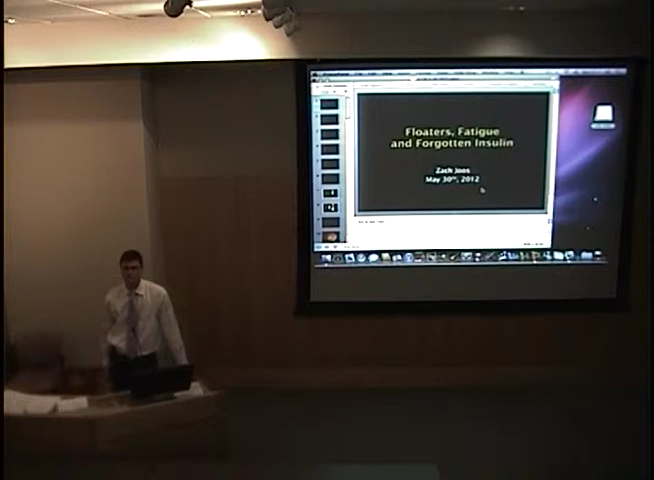 Floaters, Fatigue
and Forgotten Insulin
Zach Joos
May 30th, 2012